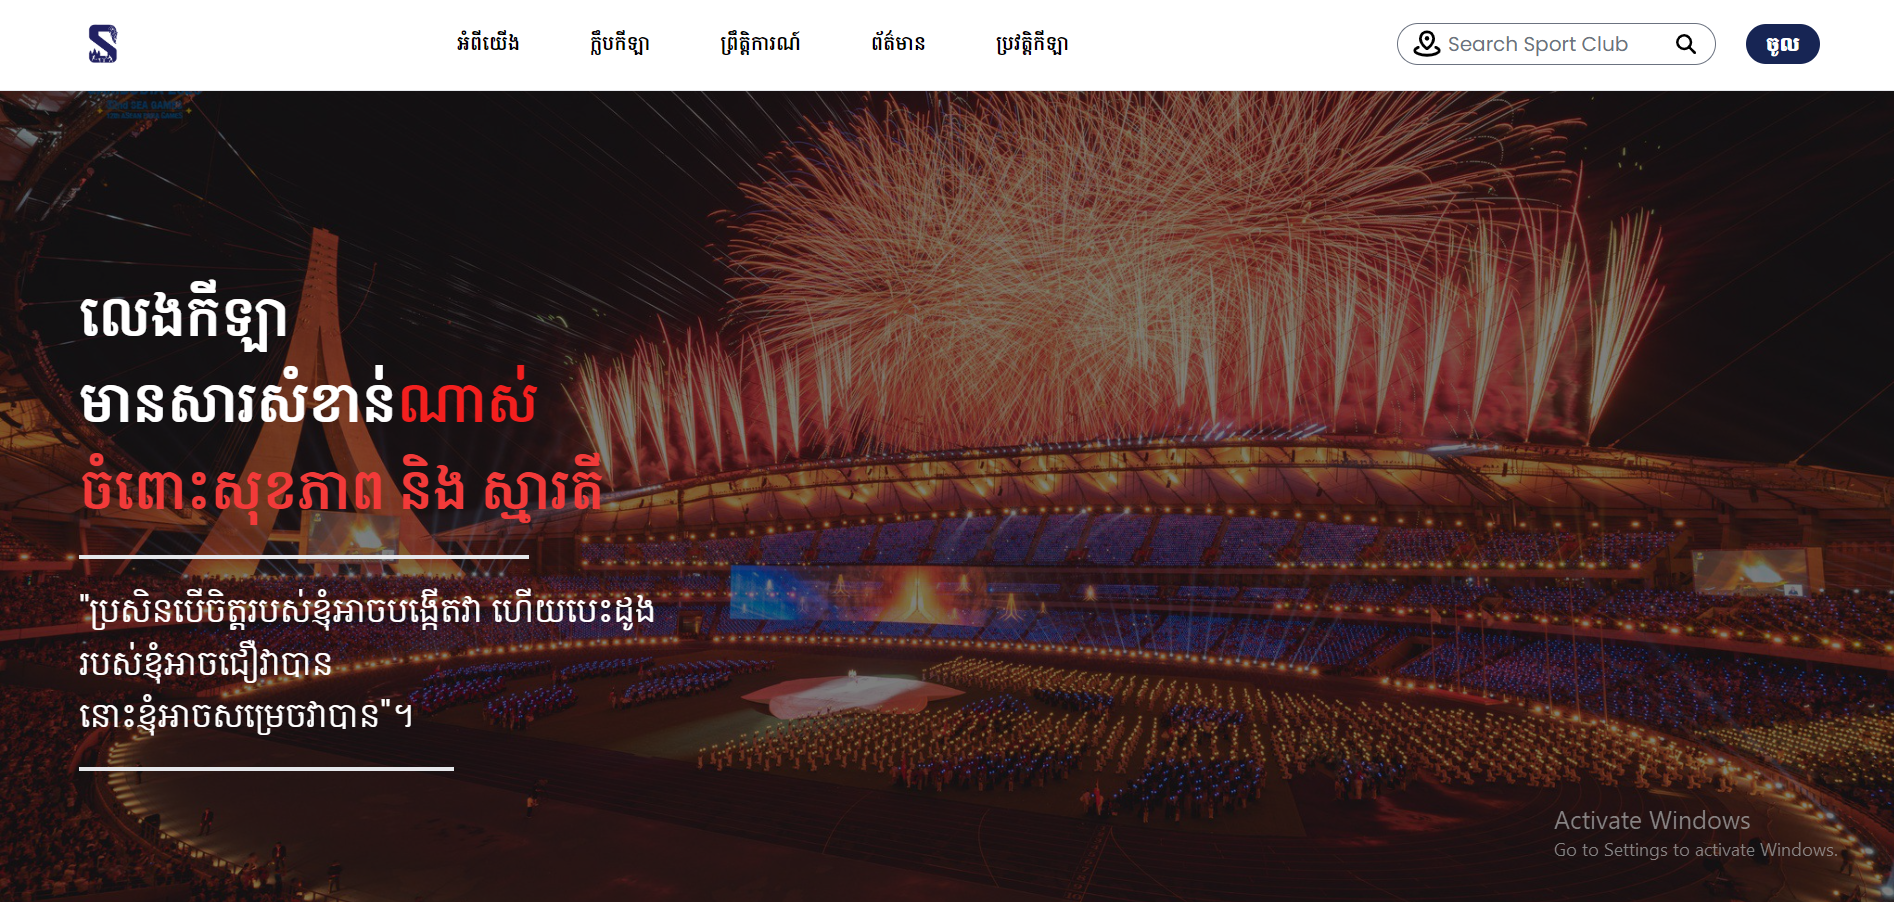 អំពីយើង
ក្លឹបកីឡា
ព្រឹត្តិការណ៍
ព័ត៌មាន
ប្រវត្តិកីឡា
Search Sport Club
ចូល
SEA GAMES
លេងកីឡា
មានសារសំខាន់ណាស់
ចំពោះសុខភាព និង ស្មារតី
"ប្រសិនបើចិត្តរបស់ខ្ញុំអាចបង្កើតវា ហើយបេះដូង
របស់ខ្ញុំអាចជឿវាបាន
នោះខ្ញុំអាចសម្រេចវាបាន"។
Activate Windows
Go to Settings to activate Windows.